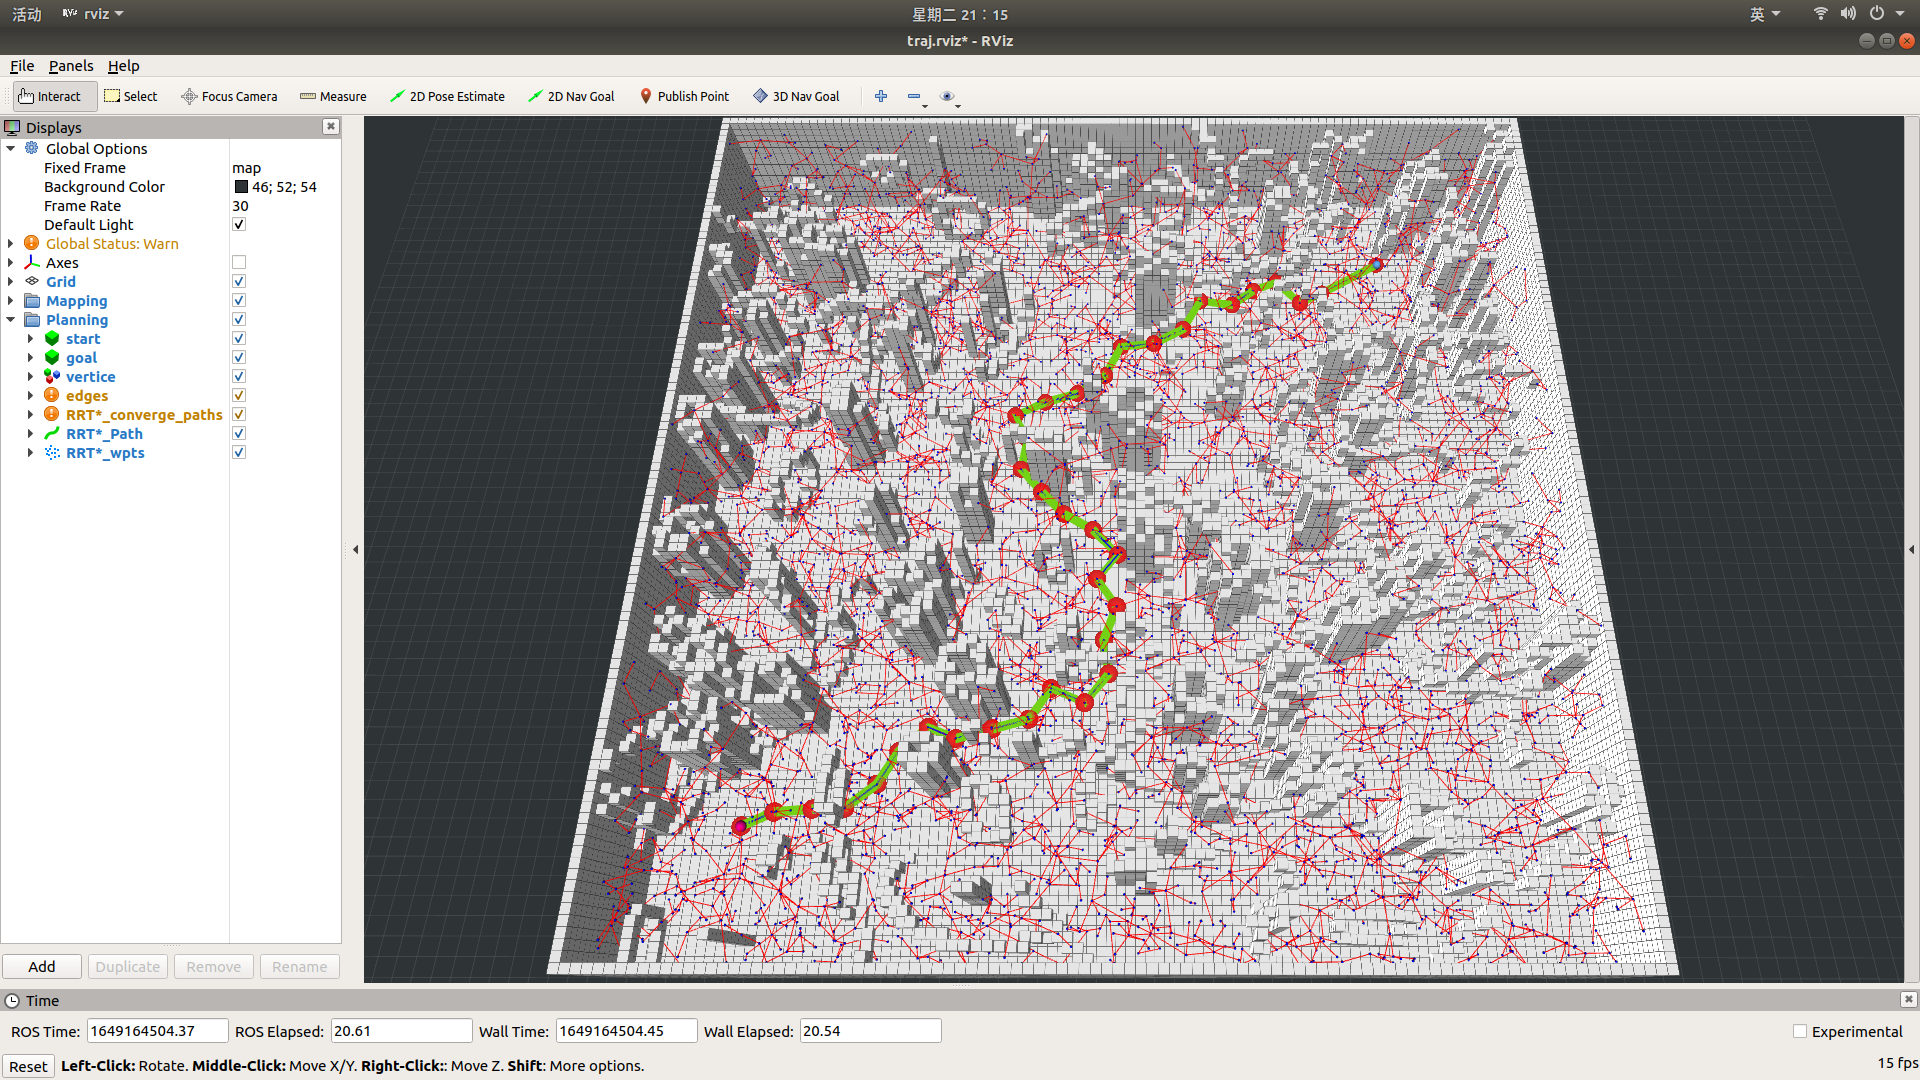 活动 RViz rviz 星期二 21：15 英
traj.rviz* - RViz
File Panels Help
Interact Select Focus Camera Measure 2D Pose Estimate 2D Nav Goal Publish Point 3D Nav Goal
Displays
Global Options
Fixed Frame map
Background Color 46; 52; 54
Frame Rate 30
Default Light
Global Status: Warn
Axes
Grid
Mapping
Planning
start
goal
vertice
edges
RRT*_converge_paths
RRT*_Path
RRT*_wpts
Add Duplicate Remove Rename
Time
ROS Time: 1649164504.37 ROS Elapsed: 20.61 Wall Time: 1649164504.45 Wall Elapsed: 20.54 Experimental
Reset Left-Click: Rotate. Middle-Click: Move X/Y. Right-Click:: Move Z. Shift: More options. 15 fps